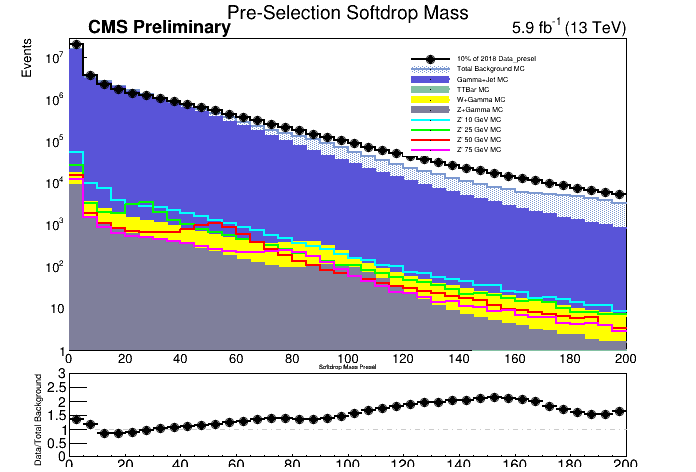 Pre-Selection Softdrop Mass
CMS Preliminary
5.9 fb⁻¹ (13 TeV)
Events
10⁷
10⁶
10⁵
10⁴
10³
10²
10
1
10% of 2018 Data_presel
Total Background MC
Gamma+Jet MC
TTBar MC
W+Gamma MC
Z+Gamma MC
Z' 10 GeV MC
Z' 25 GeV MC
Z' 50 GeV MC
Z' 75 GeV MC
0 20 40 60 80 100 120 140 160 180 200
Softdrop Mass Presel
Data/Total Background
3
2.5
2
1.5
1
0.5
0
0 20 40 60 80 100 120 140 160 180 200